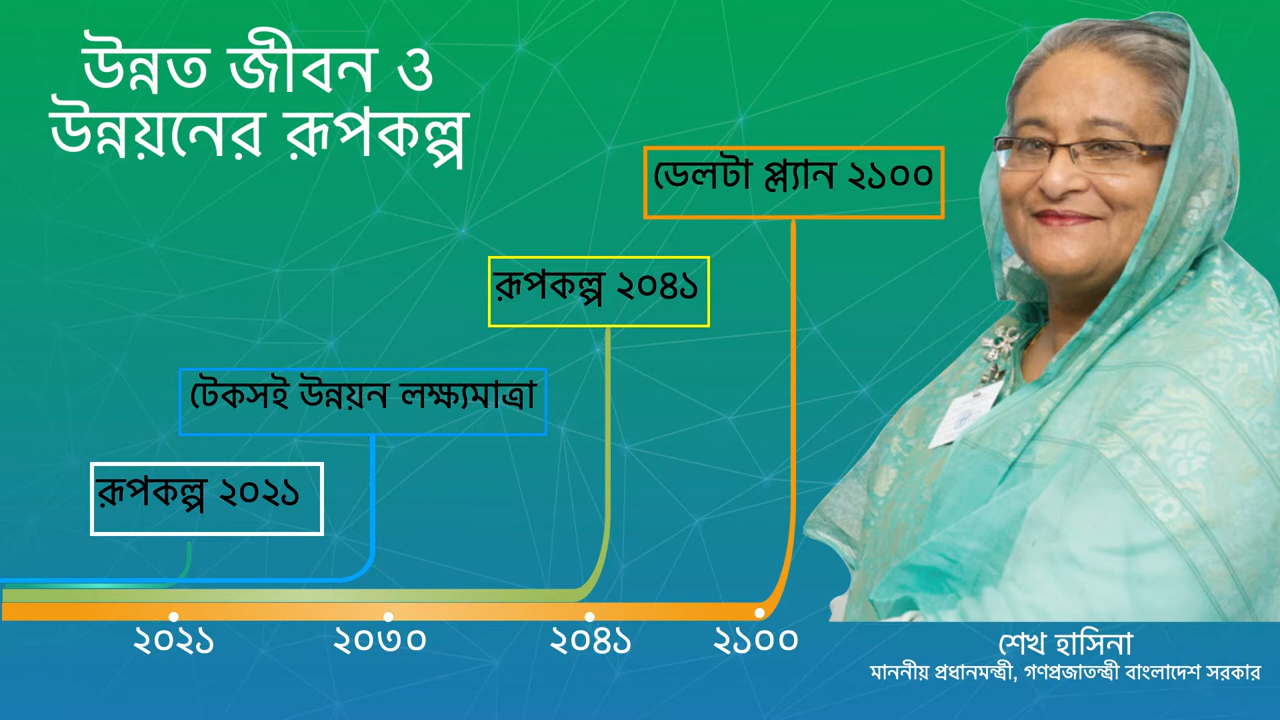 উন্নত জীবন ও
উন্নয়নের রূপকল্প
ডেলটা প্ল্যান ২১০০
রূপকল্প ২০৪১
টেকসই উন্নয়ন লক্ষ্যমাত্রা
রূপকল্প ২০২১
২০২১ ২০৩০ ২০৪১ ২১০০
শেখ হাসিনা
মাননীয় প্রধানমন্ত্রী, গণপ্রজাতন্ত্রী বাংলাদেশ সরকার